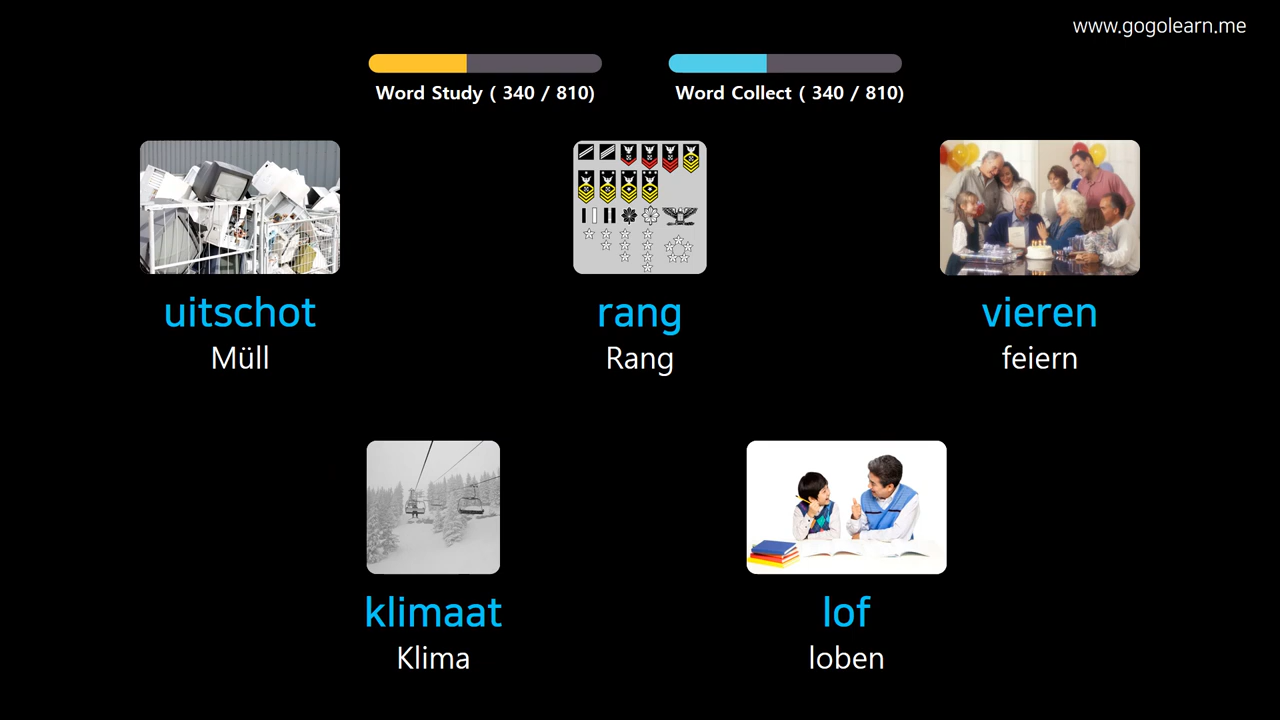 www.gogolearn.me
Word Study ( 340 / 810)
Word Collect ( 340 / 810)
uitschot
Müll
rang
Rang
vieren
feiern
klimaat
Klima
lof
loben